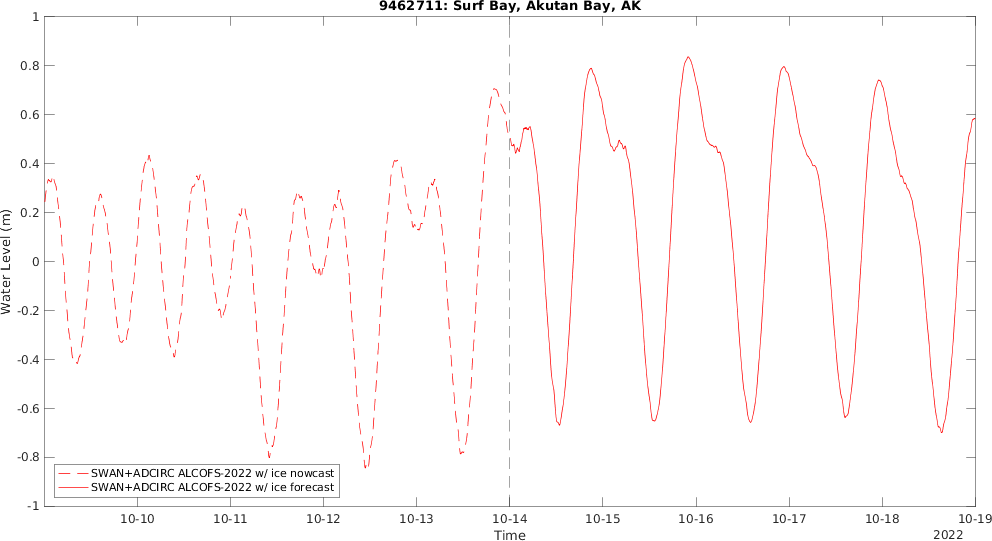 9462711: Surf Bay, Akutan Bay, AK
Water Level (m)
1
0.8
0.6
0.4
0.2
0
-0.2
-0.4
-0.6
-0.8
-1
SWAN+ADCIRC ALCOFS-2022 w/ ice nowcast
SWAN+ADCIRC ALCOFS-2022 w/ ice forecast
10-10 10-11 10-12 10-13 10-14 10-15 10-16 10-17 10-18 10-19
Time
2022